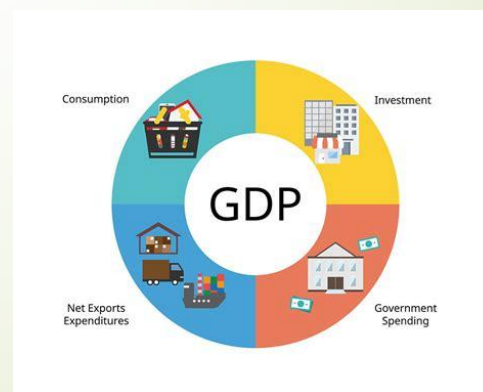 Consumption
Investment
GDP
Net Exports
Expenditures
Government
Spending